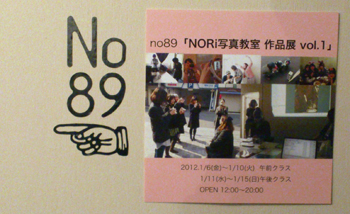 No
89
no89「NORi写真教室 作品展 vol.1」
2012.1/6(金)〜1/10(火) 午前クラス
1/11(水)〜1/15(日)午後クラス
OPEN 12:00〜20:00